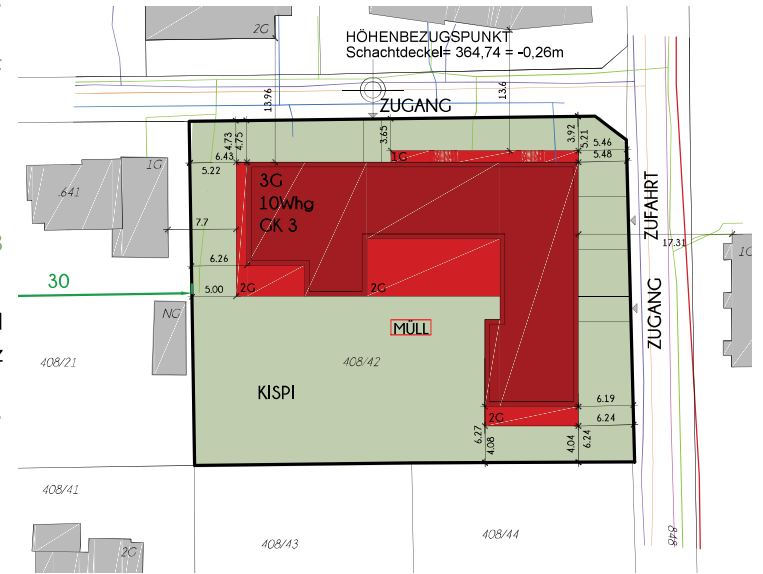 2G
HÖHENBEZUGSPUNKT
Schachtdeckel= 364,74 = -0,26m
13.96
13.6
ZUGANG
4.73
4.75
3.65
3.92
5.21
5.46
5.48
1G
6.43
5.22
1G
.641
3G
10Whg
GK 3
7.7
ZUFAHRT
17.31
1G
6.26
30
5.00
2G
2G
NG
MÜLL
ZUGANG
408/21
408/42
KISPI
6.19
6.24
2G
6.27
4.08
4.04
6.24
408/41
408/43
408/44
848
2G